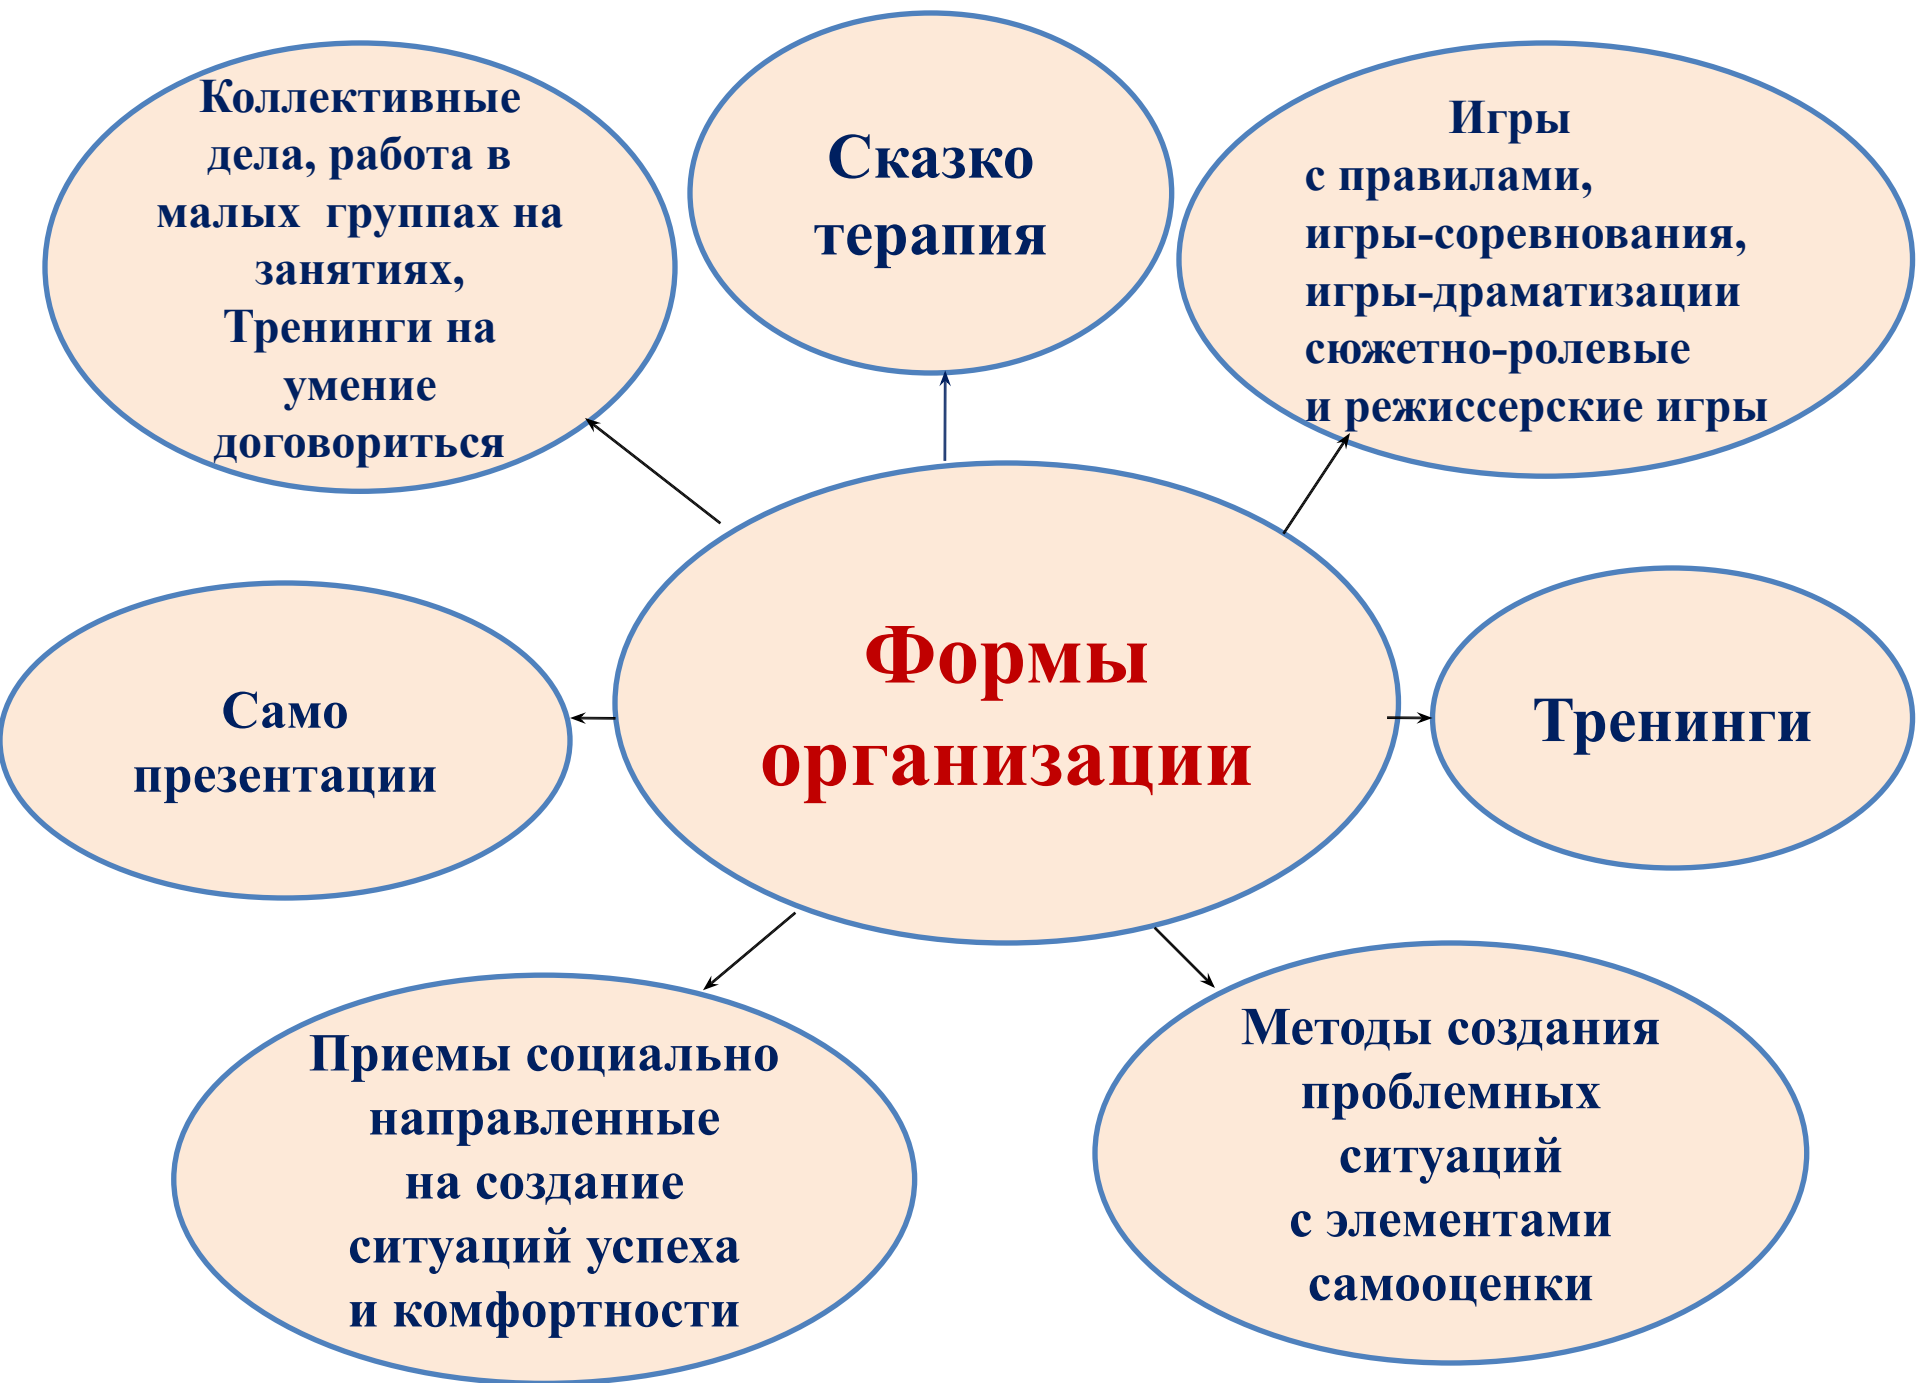 Коллективные
дела, работа в
малых  группах на
занятиях,
Тренинги на
умение
договориться
Сказко
терапия
Игры
с правилами,
игры-соревнования,
игры-драматизации
сюжетно-ролевые
и режиссерские игры
Само
презентации
Формы
организации
Тренинги
Приемы социально
направленные
на создание
ситуаций успеха
и комфортности
Методы создания
проблемных
ситуаций
с элементами
самооценки